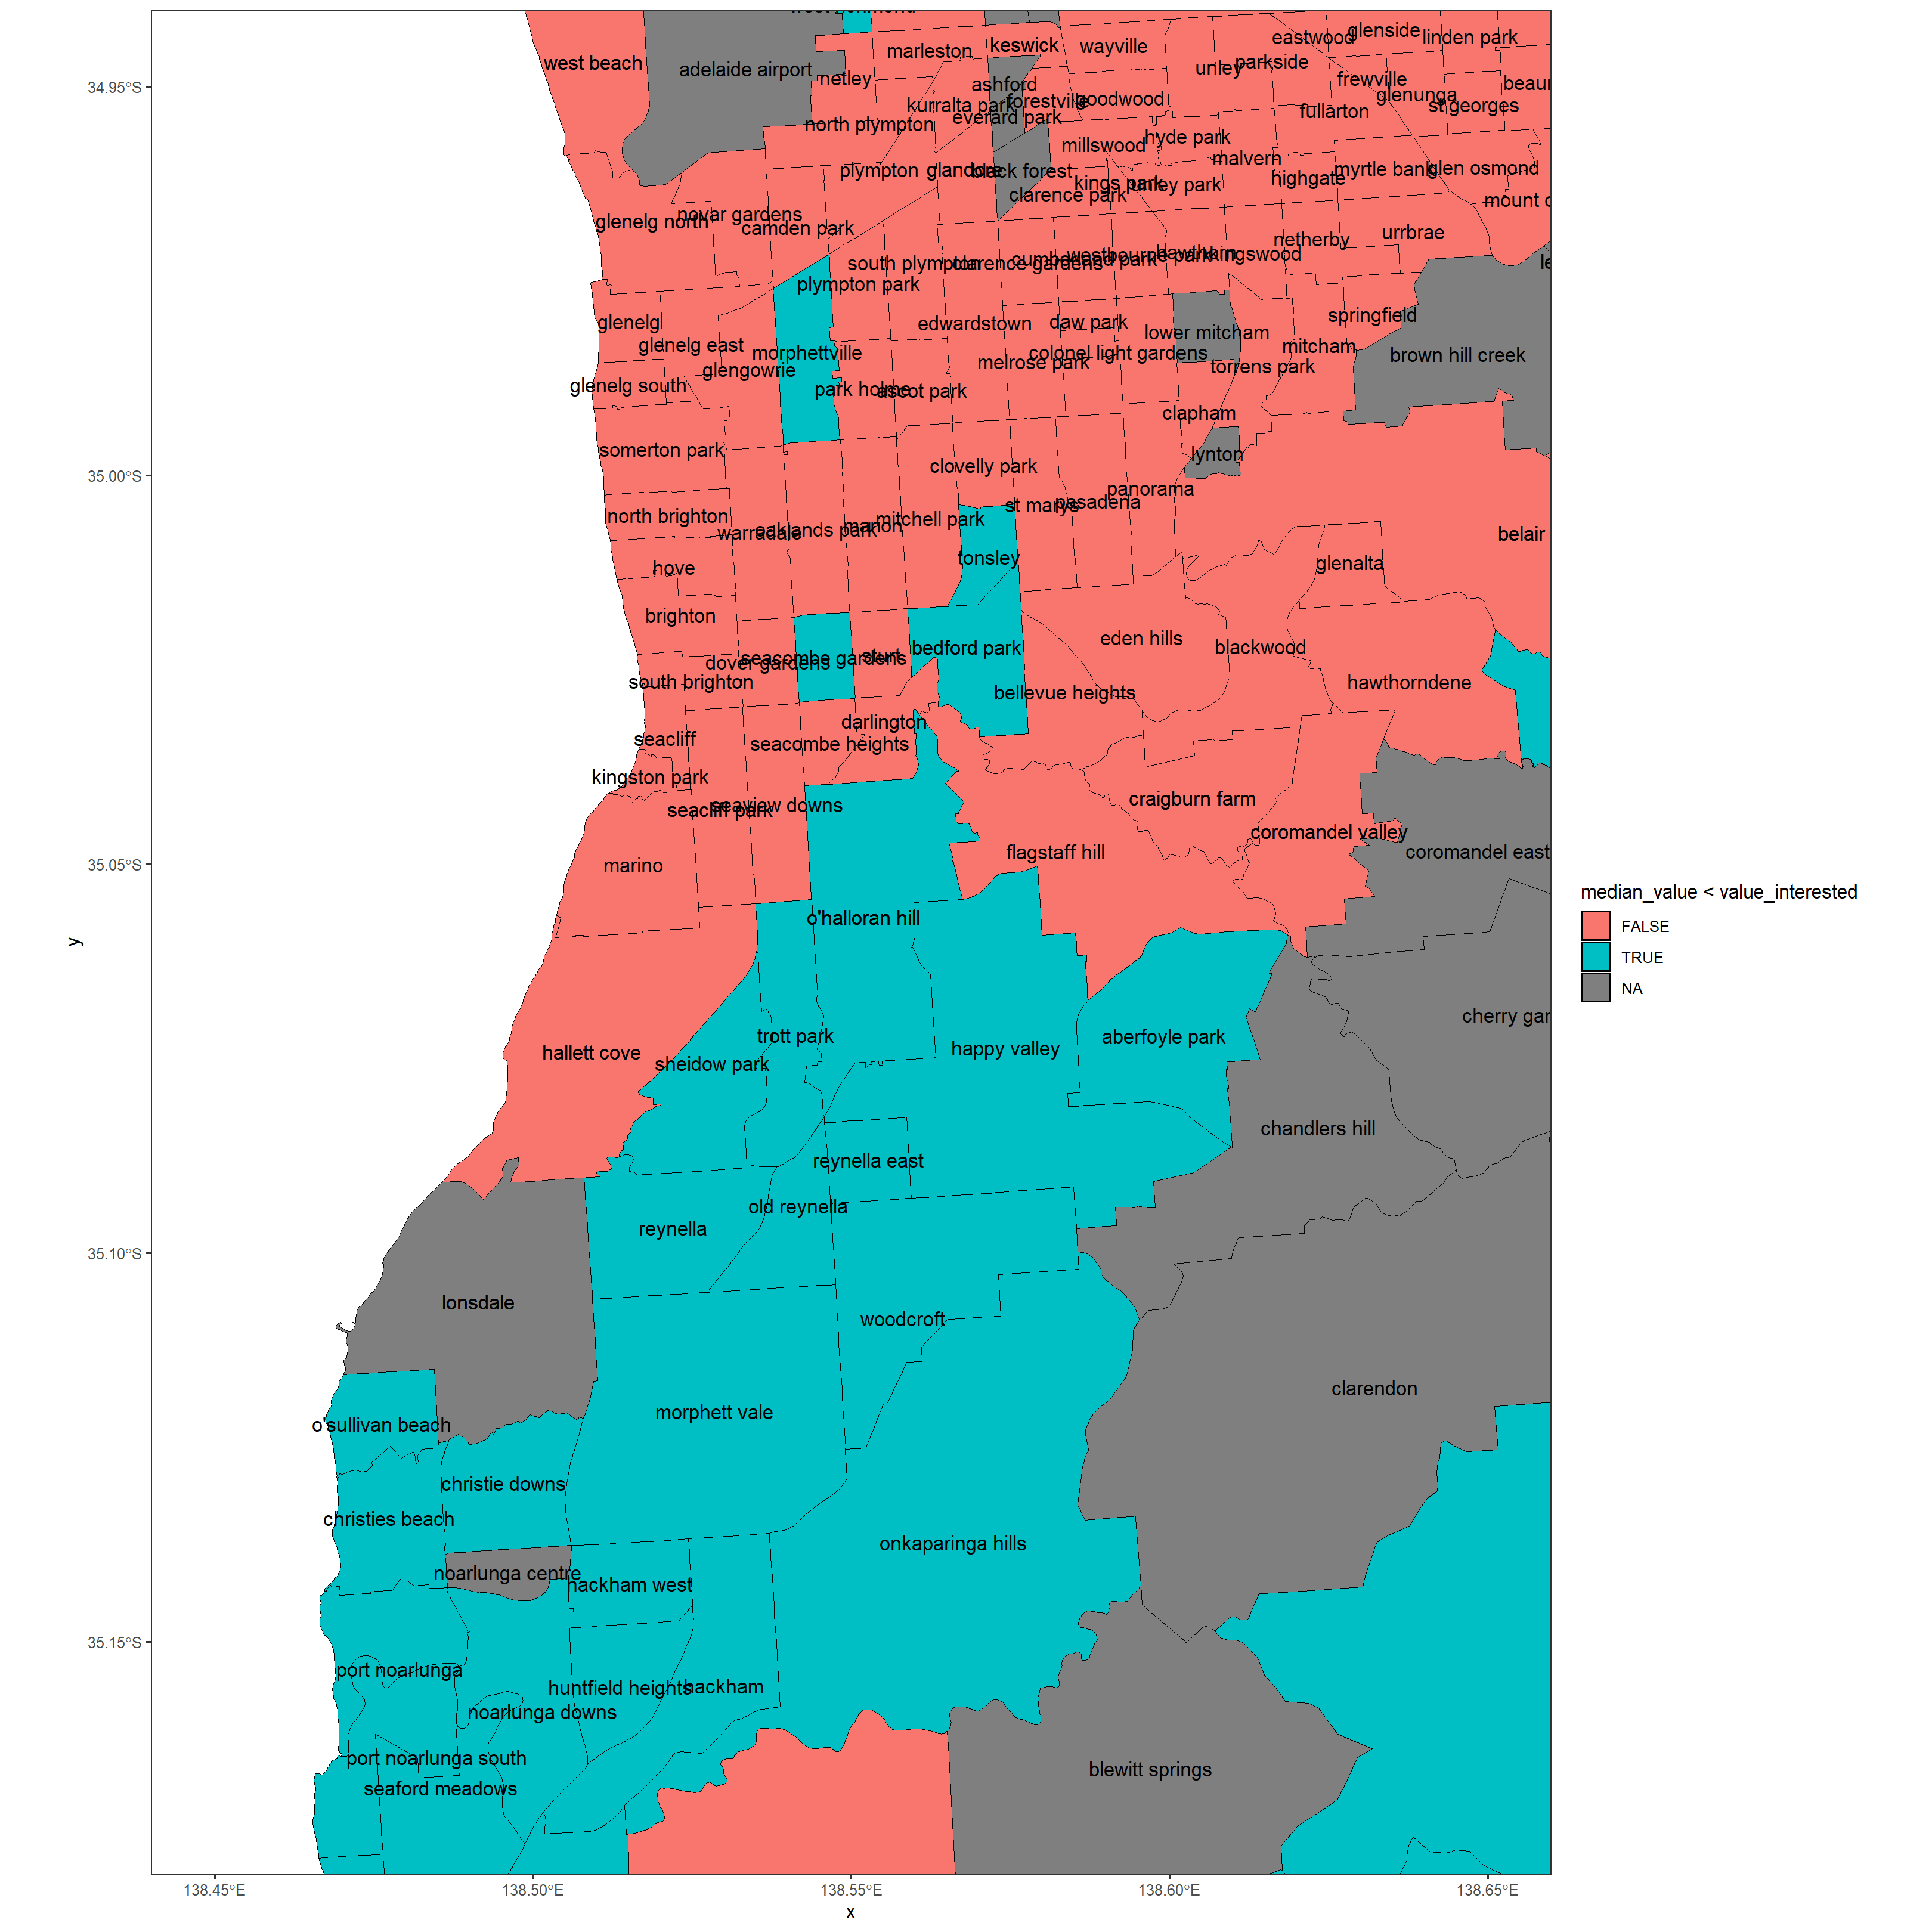 west beach
adelaide airport
marleston
keswick
wayville
eastwood
glenside
linden park
netley
ashford
unley
parkside
frewville
glenunga
beaur
kurralta park
forestville
goodwood
fullarton
st georges
north plympton
everard park
millswood
hyde park
malvern
plympton
glandore
black forest
kings park
unley park
highgate
myrtle bank
glen osmond
clarence park
mount c
glenelg north
novar gardens
camden park
netherby
urrbrae
south plympton
clarence gardens
cumberland park
westbourne park
hawthorn
kingswood
le
plympton park
glenelg
edwardstown
daw park
lower mitcham
springfield
glenelg east
morphettville
colonel light gardens
mitcham
brown hill creek
glengowrie
melrose park
torrens park
glenelg south
park holme
ascot park
clapham
somerton park
clovelly park
lynton
34.95°S
35.00°S
north brighton
warradale
oaklands park
marion
mitchell park
st marys
pasadena
panorama
belair
hove
tonsley
glenalta
brighton
eden hills
blackwood
dover gardens
seacombe gardens
sturt
bedford park
south brighton
bellevue heights
hawthorndene
seacliff
darlington
seacombe heights
kingston park
seacliff park
seaview downs
craigburn farm
marino
flagstaff hill
coromandel valley
coromandel east
35.05°S
o'halloran hill
hallett cove
sheidow park
trott park
happy valley
aberfoyle park
cherry gar
chandlers hill
reynella east
reynella
old reynella
35.10°S
lonsdale
woodcroft
clarendon
o'sullivan beach
morphett vale
christie downs
christies beach
onkaparinga hills
noarlunga centre
hackham west
35.15°S
port noarlunga
huntfield heights
hackham
noarlunga downs
port noarlunga south
seaford meadows
blewitt springs
138.45°E
138.50°E
138.55°E
138.60°E
138.65°E
x
y
median_value < value_interested
FALSE
TRUE
NA